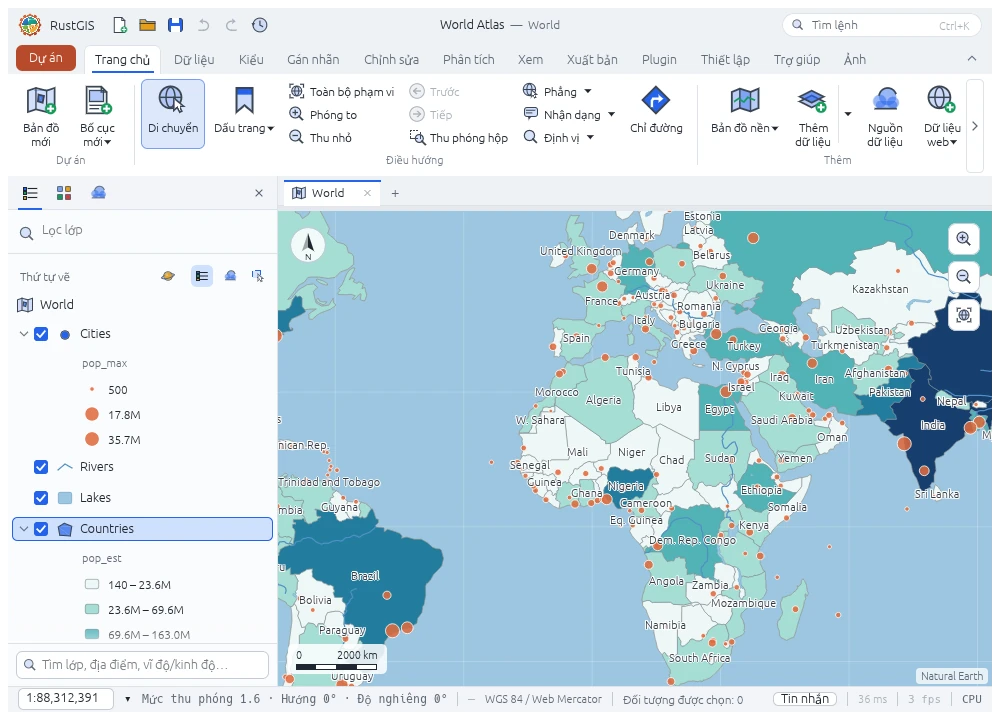 RustGIS
World Atlas — World
Tìm lệnh
Ctrl+K
Dự án
Trang chủ
Dữ liệu
Kiểu
Gán nhãn
Chỉnh sửa
Phân tích
Xem
Xuất bản
Plugin
Thiết lập
Trợ giúp
Ảnh
Bản đồ mới
Bố cục mới
Dự án
Di chuyển
Dấu trang
Toàn bộ phạm vi
Phóng to
Thu nhỏ
Trước
Tiếp
Thu phóng hộp
Phẳng
Nhận dạng
Định vị
Chỉ đường
Điều hướng
Bản đồ nền
Thêm dữ liệu
Nguồn dữ liệu
Dữ liệu web
Thêm
World
Lọc lớp
Thứ tự vẽ
World
Cities
pop_max
500
17.8M
35.7M
Rivers
Lakes
Countries
pop_est
140 – 23.6M
23.6M – 69.6M
69.6M – 163.0M
Tìm lớp, địa điểm, vĩ độ/kinh độ...
N
Estonia
Latvia
Denmark
United Kingdom
Belarus
Germany
Ukraine
Kazakhstan
France
Austria
Romania
Italy
Bulgaria
Georgia
Uzbekistan
Spain
Greece
Turkey
Turkmenistan
N. Cyprus
Tunisia
Israel
Iraq
Iran
Afghanistan
Morocco
Algeria
Libya
Egypt
Kuwait
Pakistan
Nepal
W. Sahara
Saudi Arabia
India
M
s
nican Rep.
Oman
Mali
Niger
Chad
Sudan
Yemen
Senegal
Trinidad and Tobago
Guinea
Ghana
Nigeria
Ethiopia
Sri Lanka
mbia
Guyana
Cameroon
Somalia
Eq. Guinea
Kenya
Dem. Rep. Congo
u
Brazil
Angola
Zambia
Bolivia
Mozambique
Namibia
Paraguay
South Africa
Uruguay
0 2000 km
Natural Earth
1:88,312,391
Mức thu phóng 1.6 · Hướng 0° · Độ nghiêng 0°
— WGS 84 / Web Mercator
Đối tượng được chọn: 0
Tin nhắn
36 ms
3 fps
CPU